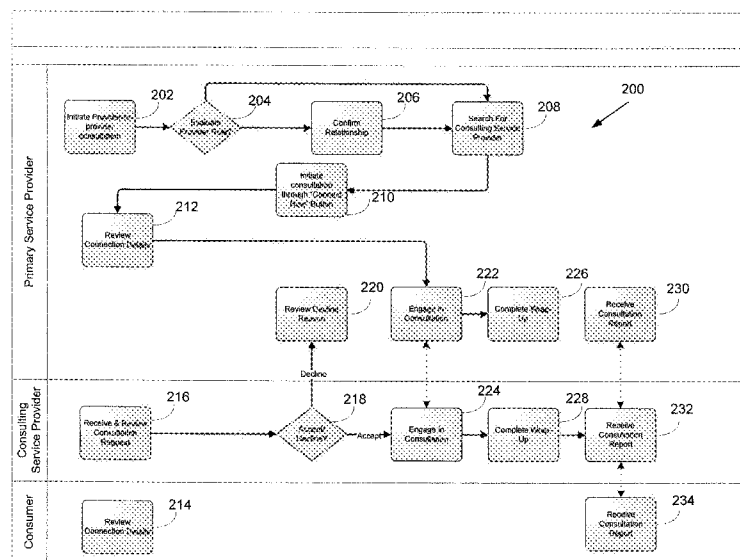 202
204
206
208
200
Initiate Provider to
provider
consultation
Evaluate
Provider Role?
Confirm
Relationship
Search For
Consulting Service
Provider
Initiate
consultation
through "Connect
Now" Button
210
212
Review
Connection Details
Primary Service Provider
220
222
226
230
Review Decline
Reason
Engage in
Consultation
Complete Wrap-
Up
Receive
Consultation
Report
Decline
216
218
224
228
232
Consulting
Service Provider
Receive & Review
Consultation
Request
Accept/
Decline?
Accept
Engage in
Consultation
Complete Wrap-
Up
Receive
Consultation
Report
Consumer
214
Review
Connection Details
234
Receive
Consultation
Report